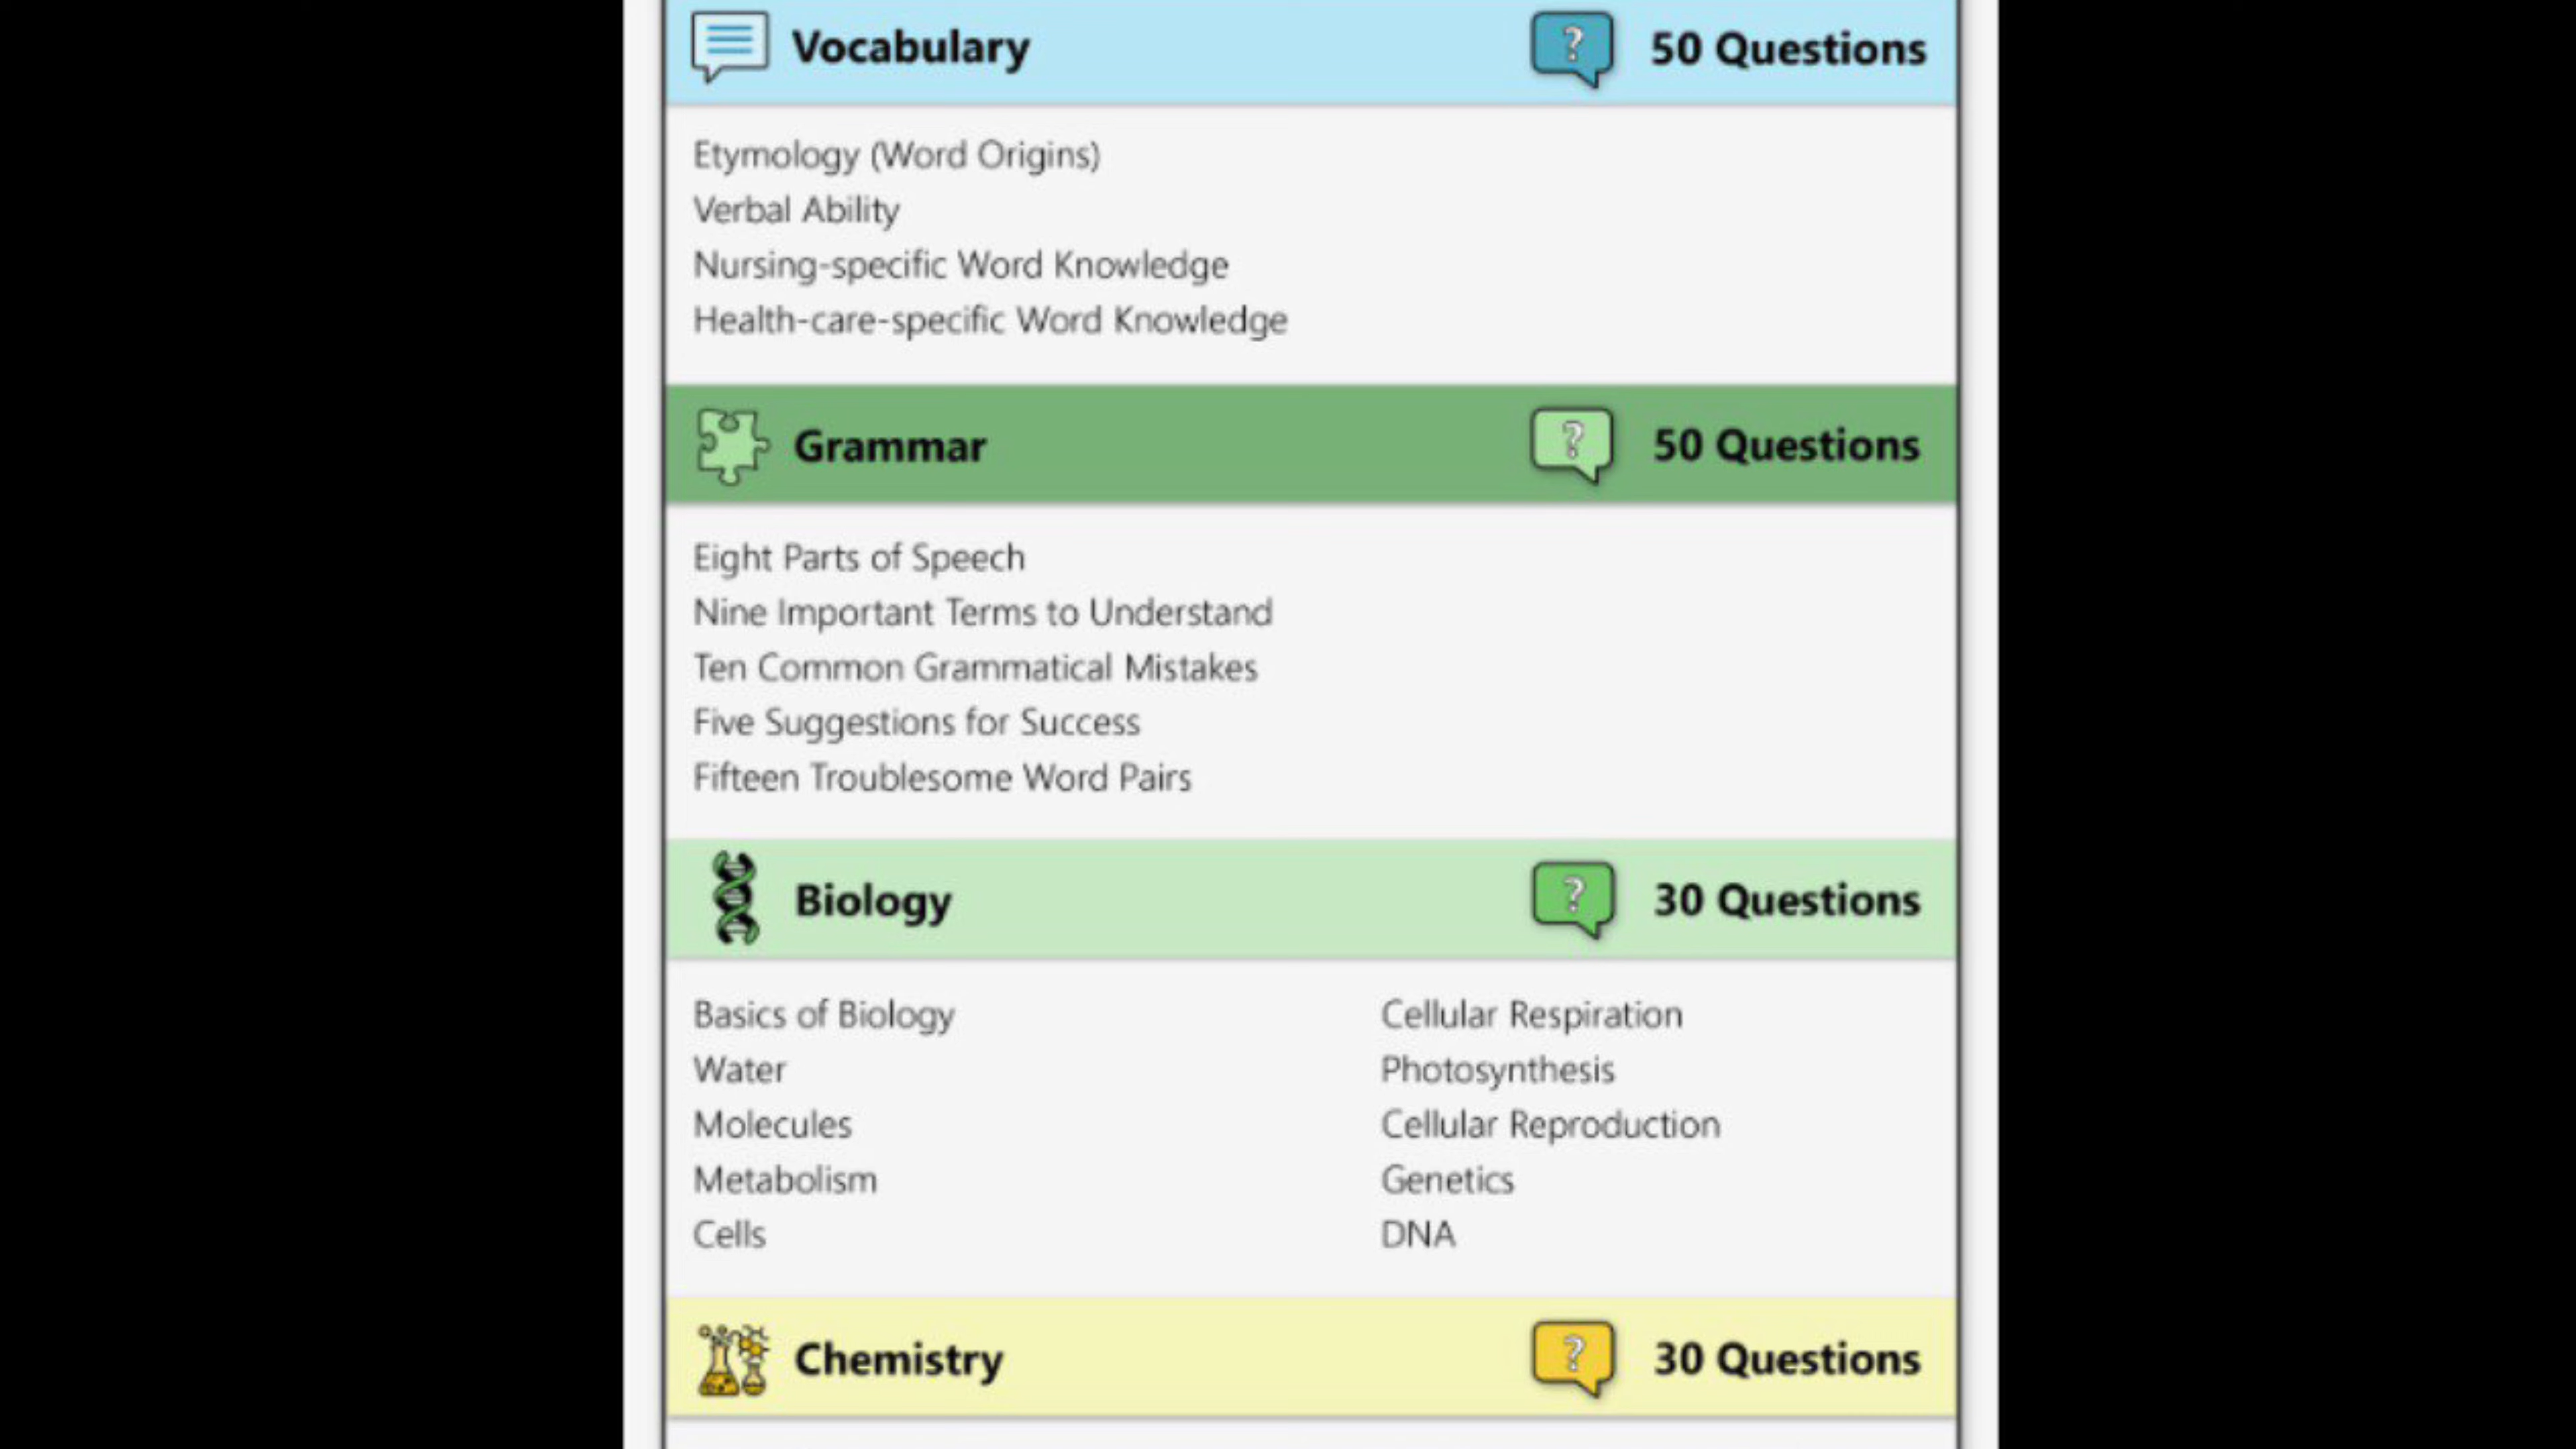 Vocabulary ? 50 Questions
Etymology (Word Origins)
Verbal Ability
Nursing-specific Word Knowledge
Health-care-specific Word Knowledge
Grammar ? 50 Questions
Eight Parts of Speech
Nine Important Terms to Understand
Ten Common Grammatical Mistakes
Five Suggestions for Success
Fifteen Troublesome Word Pairs
Biology ? 30 Questions
Basics of Biology
Water
Molecules
Metabolism
Cells
Cellular Respiration
Photosynthesis
Cellular Reproduction
Genetics
DNA
Chemistry ? 30 Questions